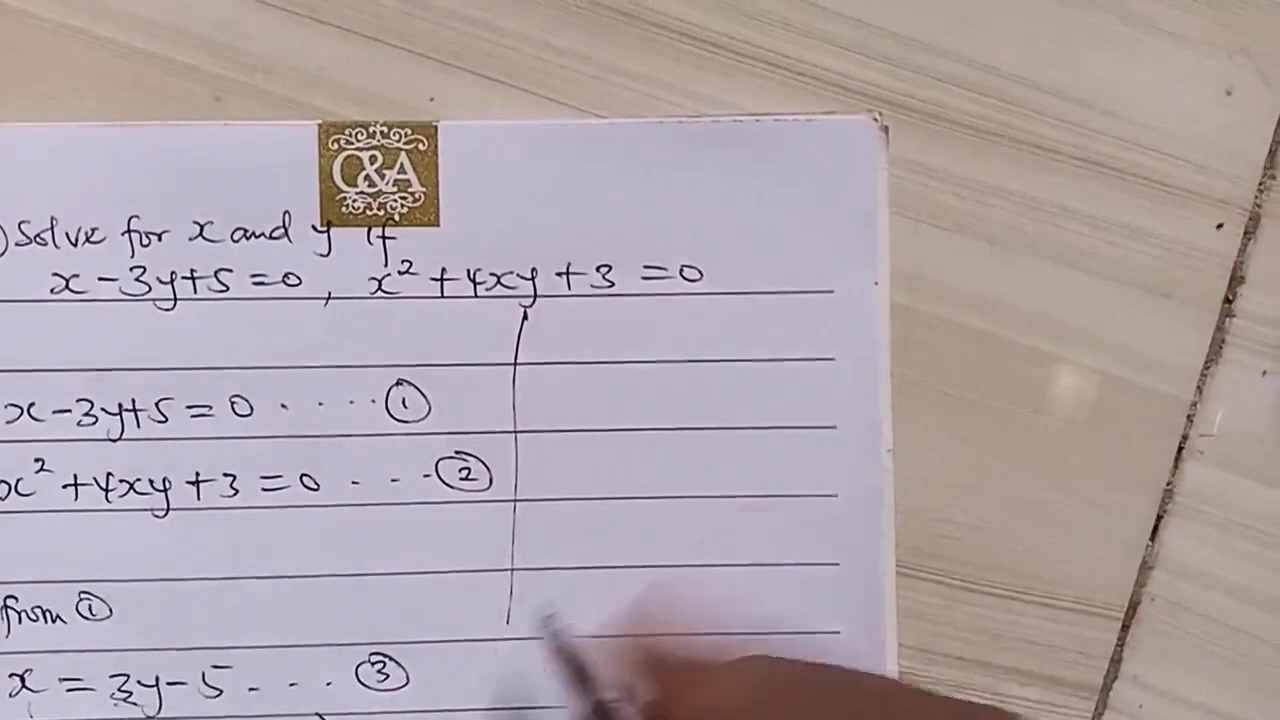 C&A
) Solve for x and y if
x-3y+5=0 , x² +4xy +3 =0
x-3y+5=0 .... ①
x² +4xy +3 =0 ... ②
from ①
x = 3y-5 ... ③